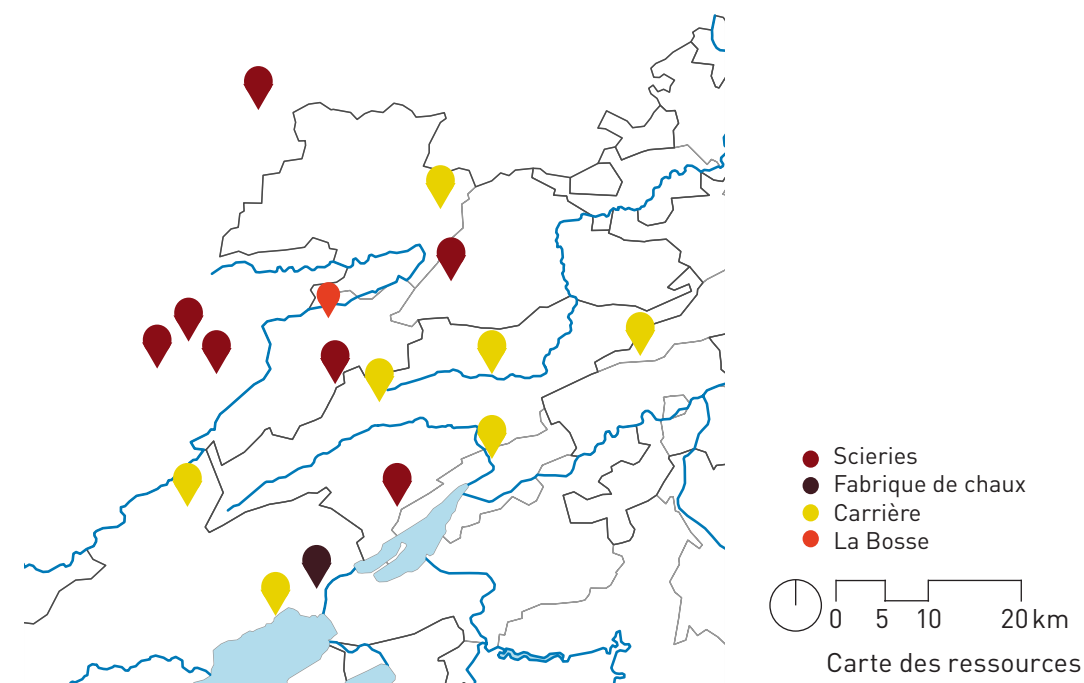 Scieries
Fabrique de chaux
Carrière
La Bosse
0 5 10 20 km
Carte des ressources